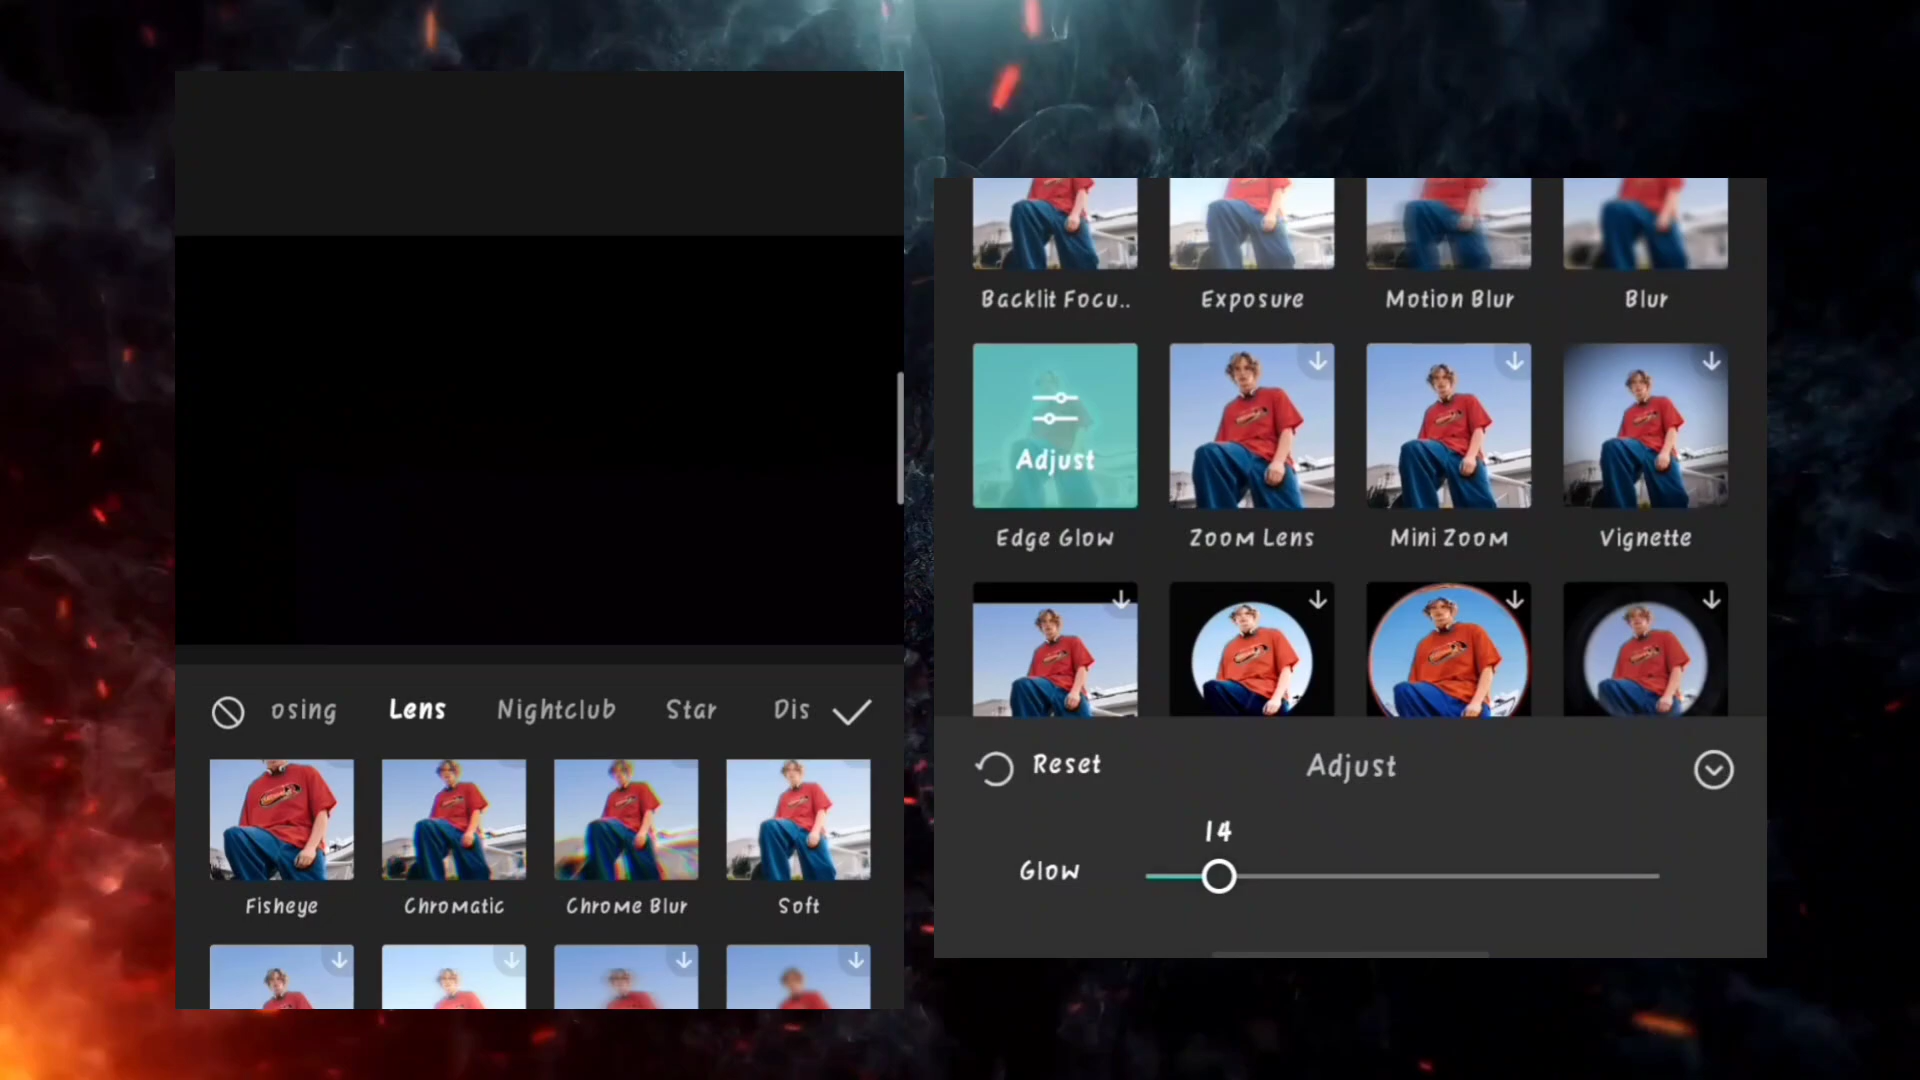 osing
Lens
Nightclub
Star
Dis
Fisheye
Chromatic
Chrome Blur
Soft
Backlit Focu..
Exposure
Motion Blur
Blur
Adjust
Edge Glow
Zoom Lens
Mini Zoom
Vignette
Reset
Adjust
14
Glow